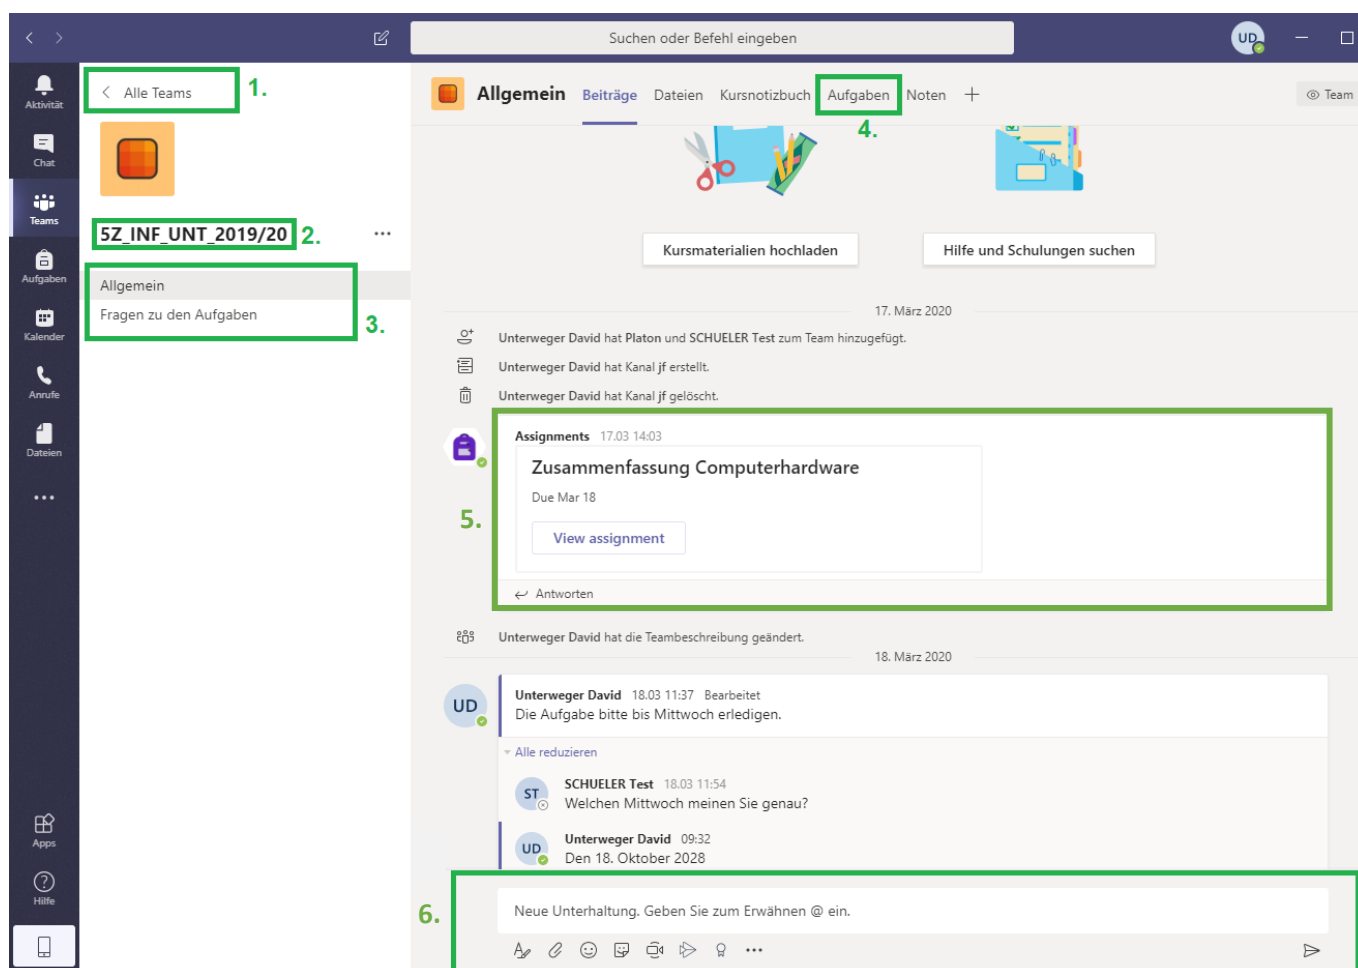 Suchen oder Befehl eingeben
UD
Aktivität
Chat
Teams
Aufgaben
Kalender
Anrufe
Dateien
Apps
Hilfe
Alle Teams
1.
5Z_INF_UNT_2019/20
2.
Allgemein
Fragen zu den Aufgaben
3.
Allgemein Beiträge Dateien Kursnotizbuch Aufgaben Noten
Team
4.
Kursmaterialien hochladen
Hilfe und Schulungen suchen
17. März 2020
Unterweger David hat Platon und SCHUELER Test zum Team hinzugefügt.
Unterweger David hat Kanal jf erstellt.
Unterweger David hat Kanal jf gelöscht.
Assignments 17.03 14:03
Zusammenfassung Computerhardware
Due Mar 18
5.
View assignment
Antworten
Unterweger David hat die Teambeschreibung geändert.
18. März 2020
UD
Unterweger David 18.03 11:37 Bearbeitet
Die Aufgabe bitte bis Mittwoch erledigen.
Alle reduzieren
ST
SCHUELER Test 18.03 11:54
Welchen Mittwoch meinen Sie genau?
UD
Unterweger David 09:32
Den 18. Oktober 2028
6.
Neue Unterhaltung. Geben Sie zum Erwähnen @ ein.